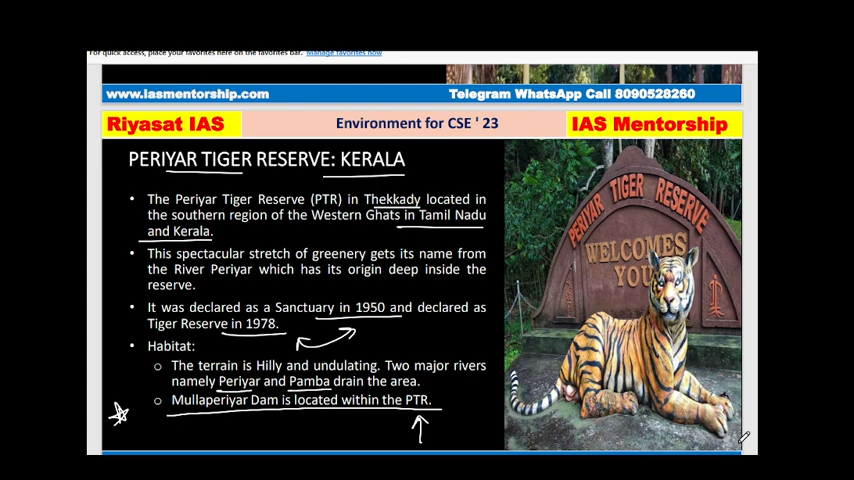 For quick access, place your favorites here on the favorites bar. Manage favorites now
www.iasmentorship.com Telegram WhatsApp Call 8090528260
Riyasat IAS Environment for CSE ' 23 IAS Mentorship
PERIYAR TIGER RESERVE: KERALA
• The Periyar Tiger Reserve (PTR) in Thekkady located in
the southern region of the Western Ghats in Tamil Nadu
and Kerala.
• This spectacular stretch of greenery gets its name from
the River Periyar which has its origin deep inside the
reserve.
• It was declared as a Sanctuary in 1950 and declared as
Tiger Reserve in 1978.
• Habitat:
o The terrain is Hilly and undulating. Two major rivers
namely Periyar and Pamba drain the area.
o Mullaperiyar Dam is located within the PTR.
PERIYAR TIGER RESERVE
WELCOMES
YOU